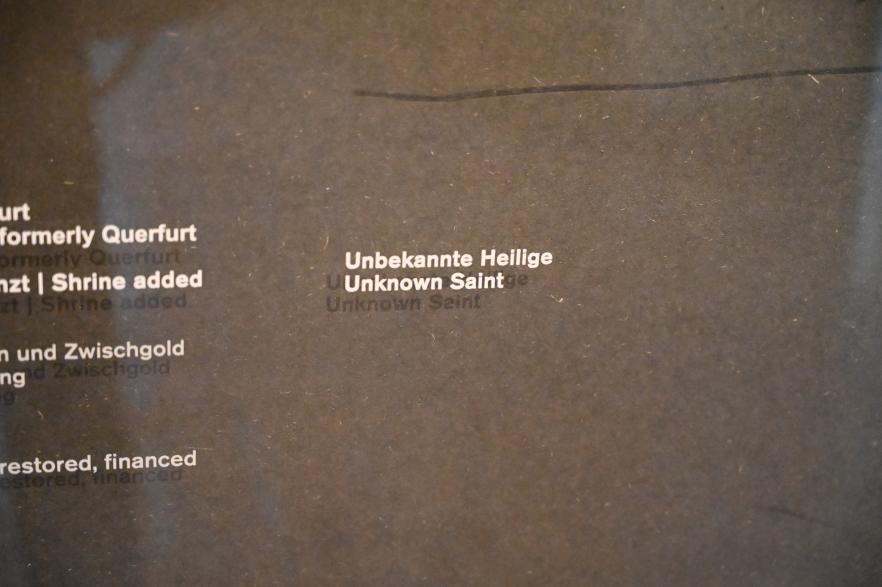 urt
formerly Querfurt
nzt | Shrine added
n und Zwischgold
ng
restored, financed
Unbekannte Heilige
Unknown Saint